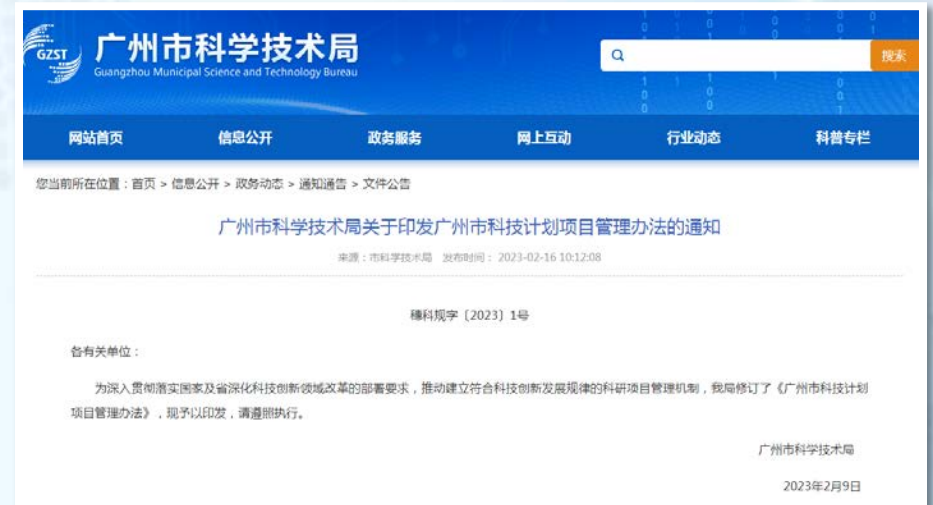 GZST
广州市科学技术局
Guangzhou Municipal Science and Technology Bureau
搜索
网站首页 信息公开 政务服务 网上互动 行业动态 科普专栏
您当前所在位置：首页 > 信息公开 > 政务动态 > 通知通告 > 文件公告
广州市科学技术局关于印发广州市科技计划项目管理办法的通知
来源：市科学技术局 发布时间： 2023-02-16 10:12:08
穗科规字〔2023〕1号
各有关单位：
为深入贯彻落实国家及省深化科技创新领域改革的部署要求，推动建立符合科技创新发展规律的科研项目管理机制，我局修订了《广州市科技计划
项目管理办法》，现予以印发，请遵照执行。
广州市科学技术局
2023年2月9日